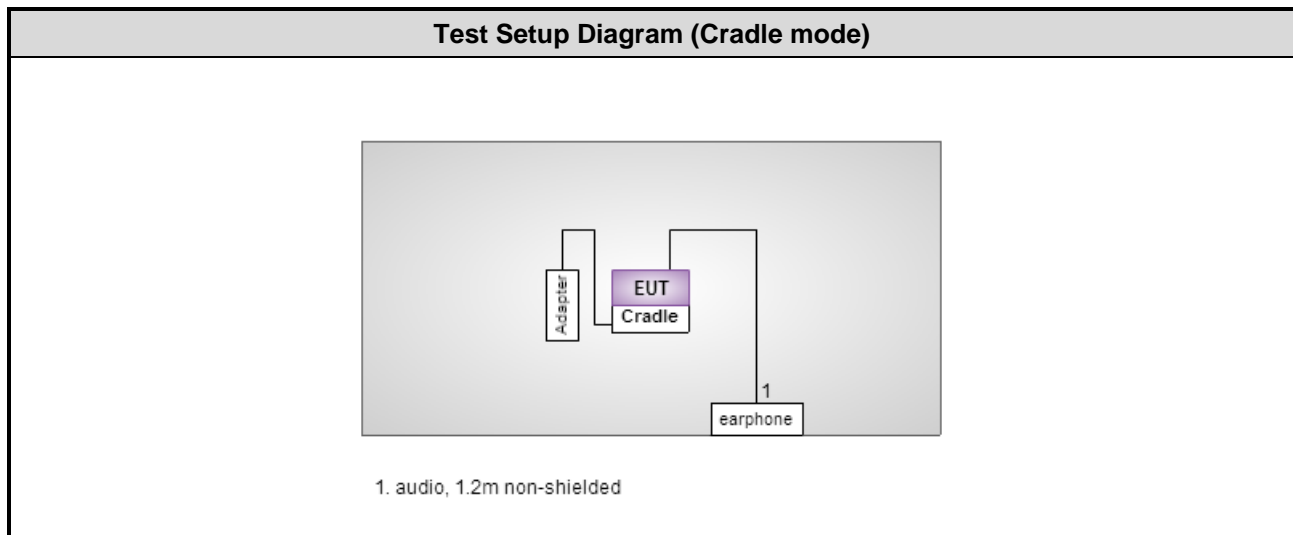 Test Setup Diagram (Cradle mode)
Adapter
EUT
Cradle
1
earphone
1. audio, 1.2m non-shielded